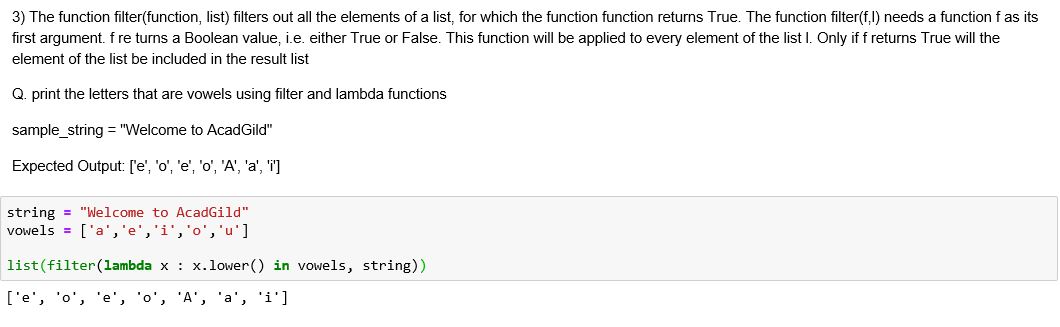 3) The function filter(function, list) filters out all the elements of a list, for which the function function returns True. The function filter(f,l) needs a function f as its
first argument. f re turns a Boolean value, i.e. either True or False. This function will be applied to every element of the list l. Only if f returns True will the
element of the list be included in the result list
Q. print the letters that are vowels using filter and lambda functions
sample_string = "Welcome to AcadGild"
Expected Output: ['e', 'o', 'e', 'o', 'A', 'a', 'i']
string = "Welcome to AcadGild"
vowels = ['a','e','i','o','u']
list(filter(lambda x : x.lower() in vowels, string))
['e', 'o', 'e', 'o', 'A', 'a', 'i']